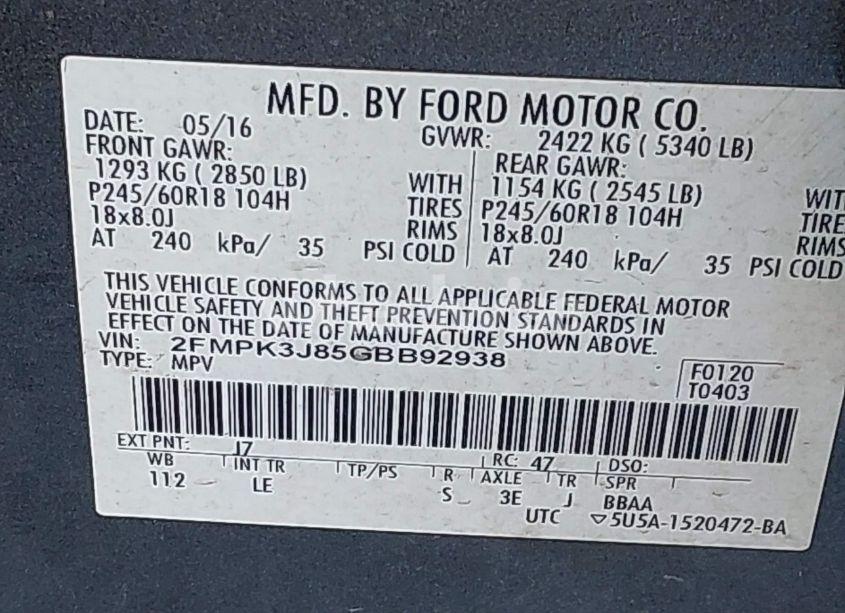 MFD. BY FORD MOTOR CO.
DATE: 05/16 GVWR: 2422 KG ( 5340 LB)
FRONT GAWR: REAR GAWR:
1293 KG ( 2850 LB) WITH 1154 KG ( 2545 LB) WIT
P245/60R18 104H TIRES P245/60R18 104H TIRE
18x8.0J RIMS 18x8.0J RIMS
AT 240 kPa/ 35 PSI COLD AT 240 kPa/ 35 PSI COLD
THIS VEHICLE CONFORMS TO ALL APPLICABLE FEDERAL MOTOR
VEHICLE SAFETY AND THEFT PREVENTION STANDARDS IN
EFFECT ON THE DATE OF MANUFACTURE SHOWN ABOVE.
VIN: 2FMPK3J85GBB92938
TYPE: MPV
F0120
T0403
EXT PNT: J7 RC: 47 DSO:
WB INT TR TP/PS R AXLE TR SPR
112 LE S 3E J BBAA
UTC ▽5U5A-1520472-BA